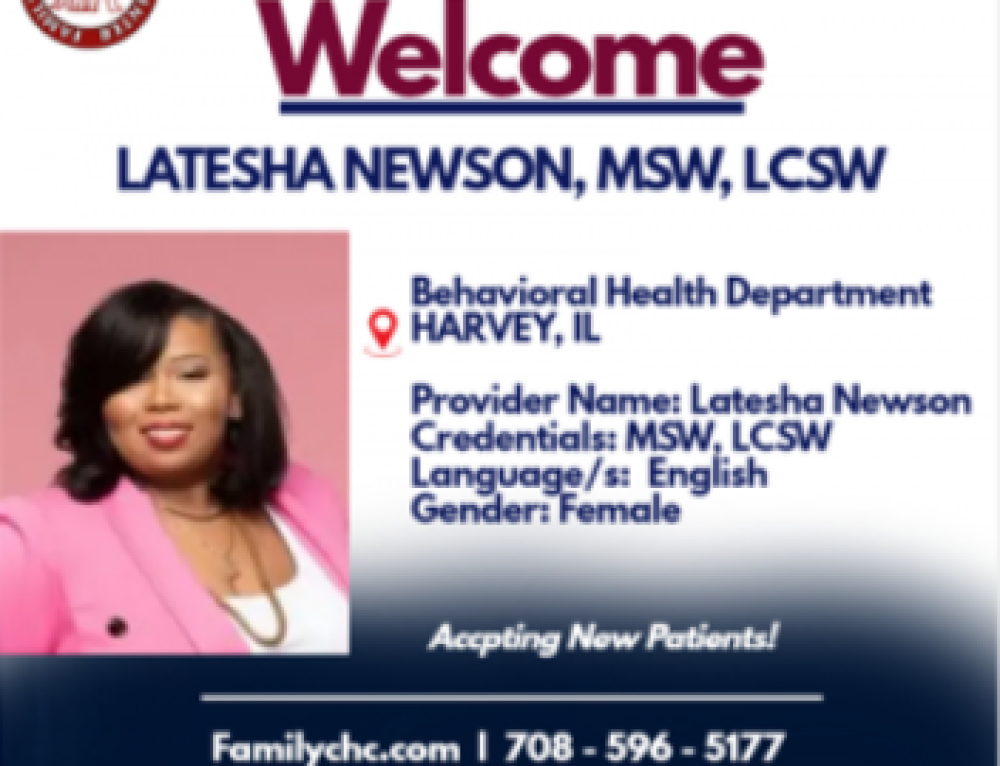 Welcome
LATESHA NEWSON, MSW, LCSW
Behavioral Health Department
HARVEY, IL
Provider Name: Latesha Newson
Credentials: MSW, LCSW
Language/s: English
Gender: Female
Accpting New Patients!
Familychc.com | 708 - 596 - 5177